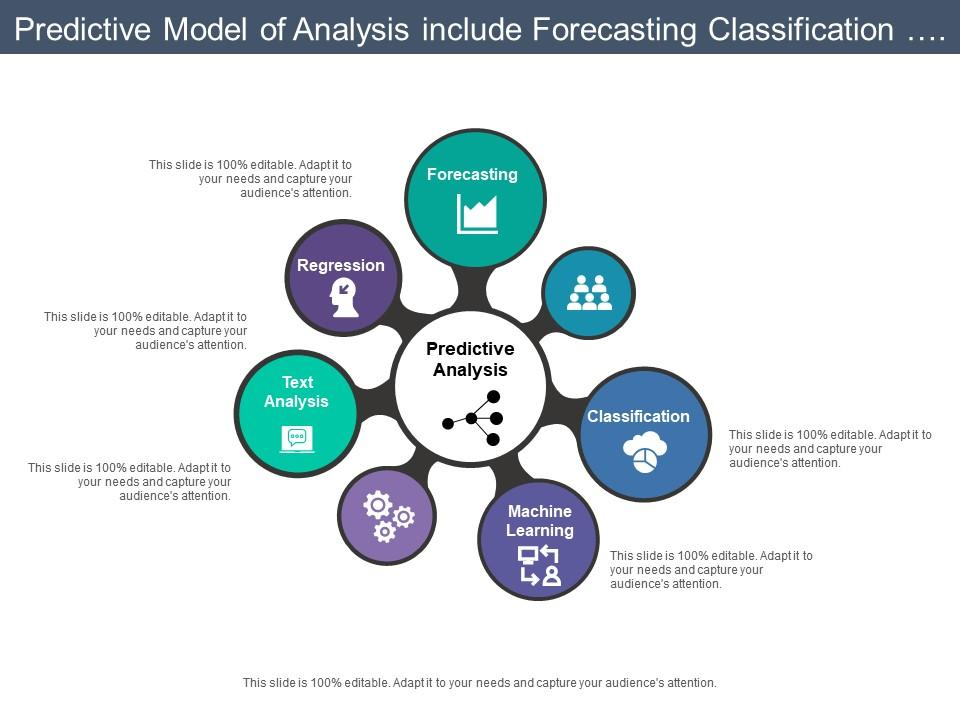 Predictive Model of Analysis include Forecasting Classification ….
This slide is 100% editable. Adapt it to
your needs and capture your
audience's attention.
Forecasting
Regression
This slide is 100% editable. Adapt it to
your needs and capture your
audience's attention.
Predictive
Analysis
Text
Analysis
Classification
This slide is 100% editable. Adapt it to
your needs and capture your
audience's attention.
This slide is 100% editable. Adapt it to
your needs and capture your
audience's attention.
Machine
Learning
This slide is 100% editable. Adapt it to
your needs and capture your
audience's attention.
This slide is 100% editable. Adapt it to your needs and capture your audience's attention.